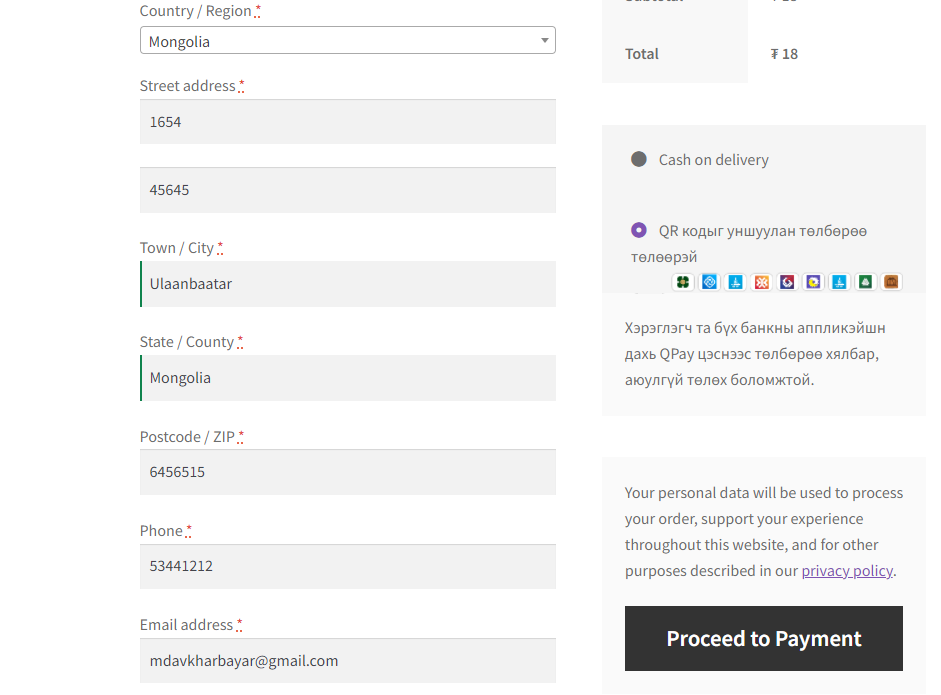 Country / Region *
Mongolia
Street address *
1654
45645
Town / City *
Ulaanbaatar
State / County *
Mongolia
Postcode / ZIP *
6456515
Phone *
53441212
Email address *
mdavkharbayar@gmail.com
Total ₮ 18
Cash on delivery
QR кодыг уншуулан төлбөрөө
төлөөрэй
Хэрэглэгч та бүх банкны аппликэйшн
дахь QPay цэснээс төлбөрөө хялбар,
аюулгүй төлөх боломжтой.
Your personal data will be used to process
your order, support your experience
throughout this website, and for other
purposes described in our privacy policy.
Proceed to Payment